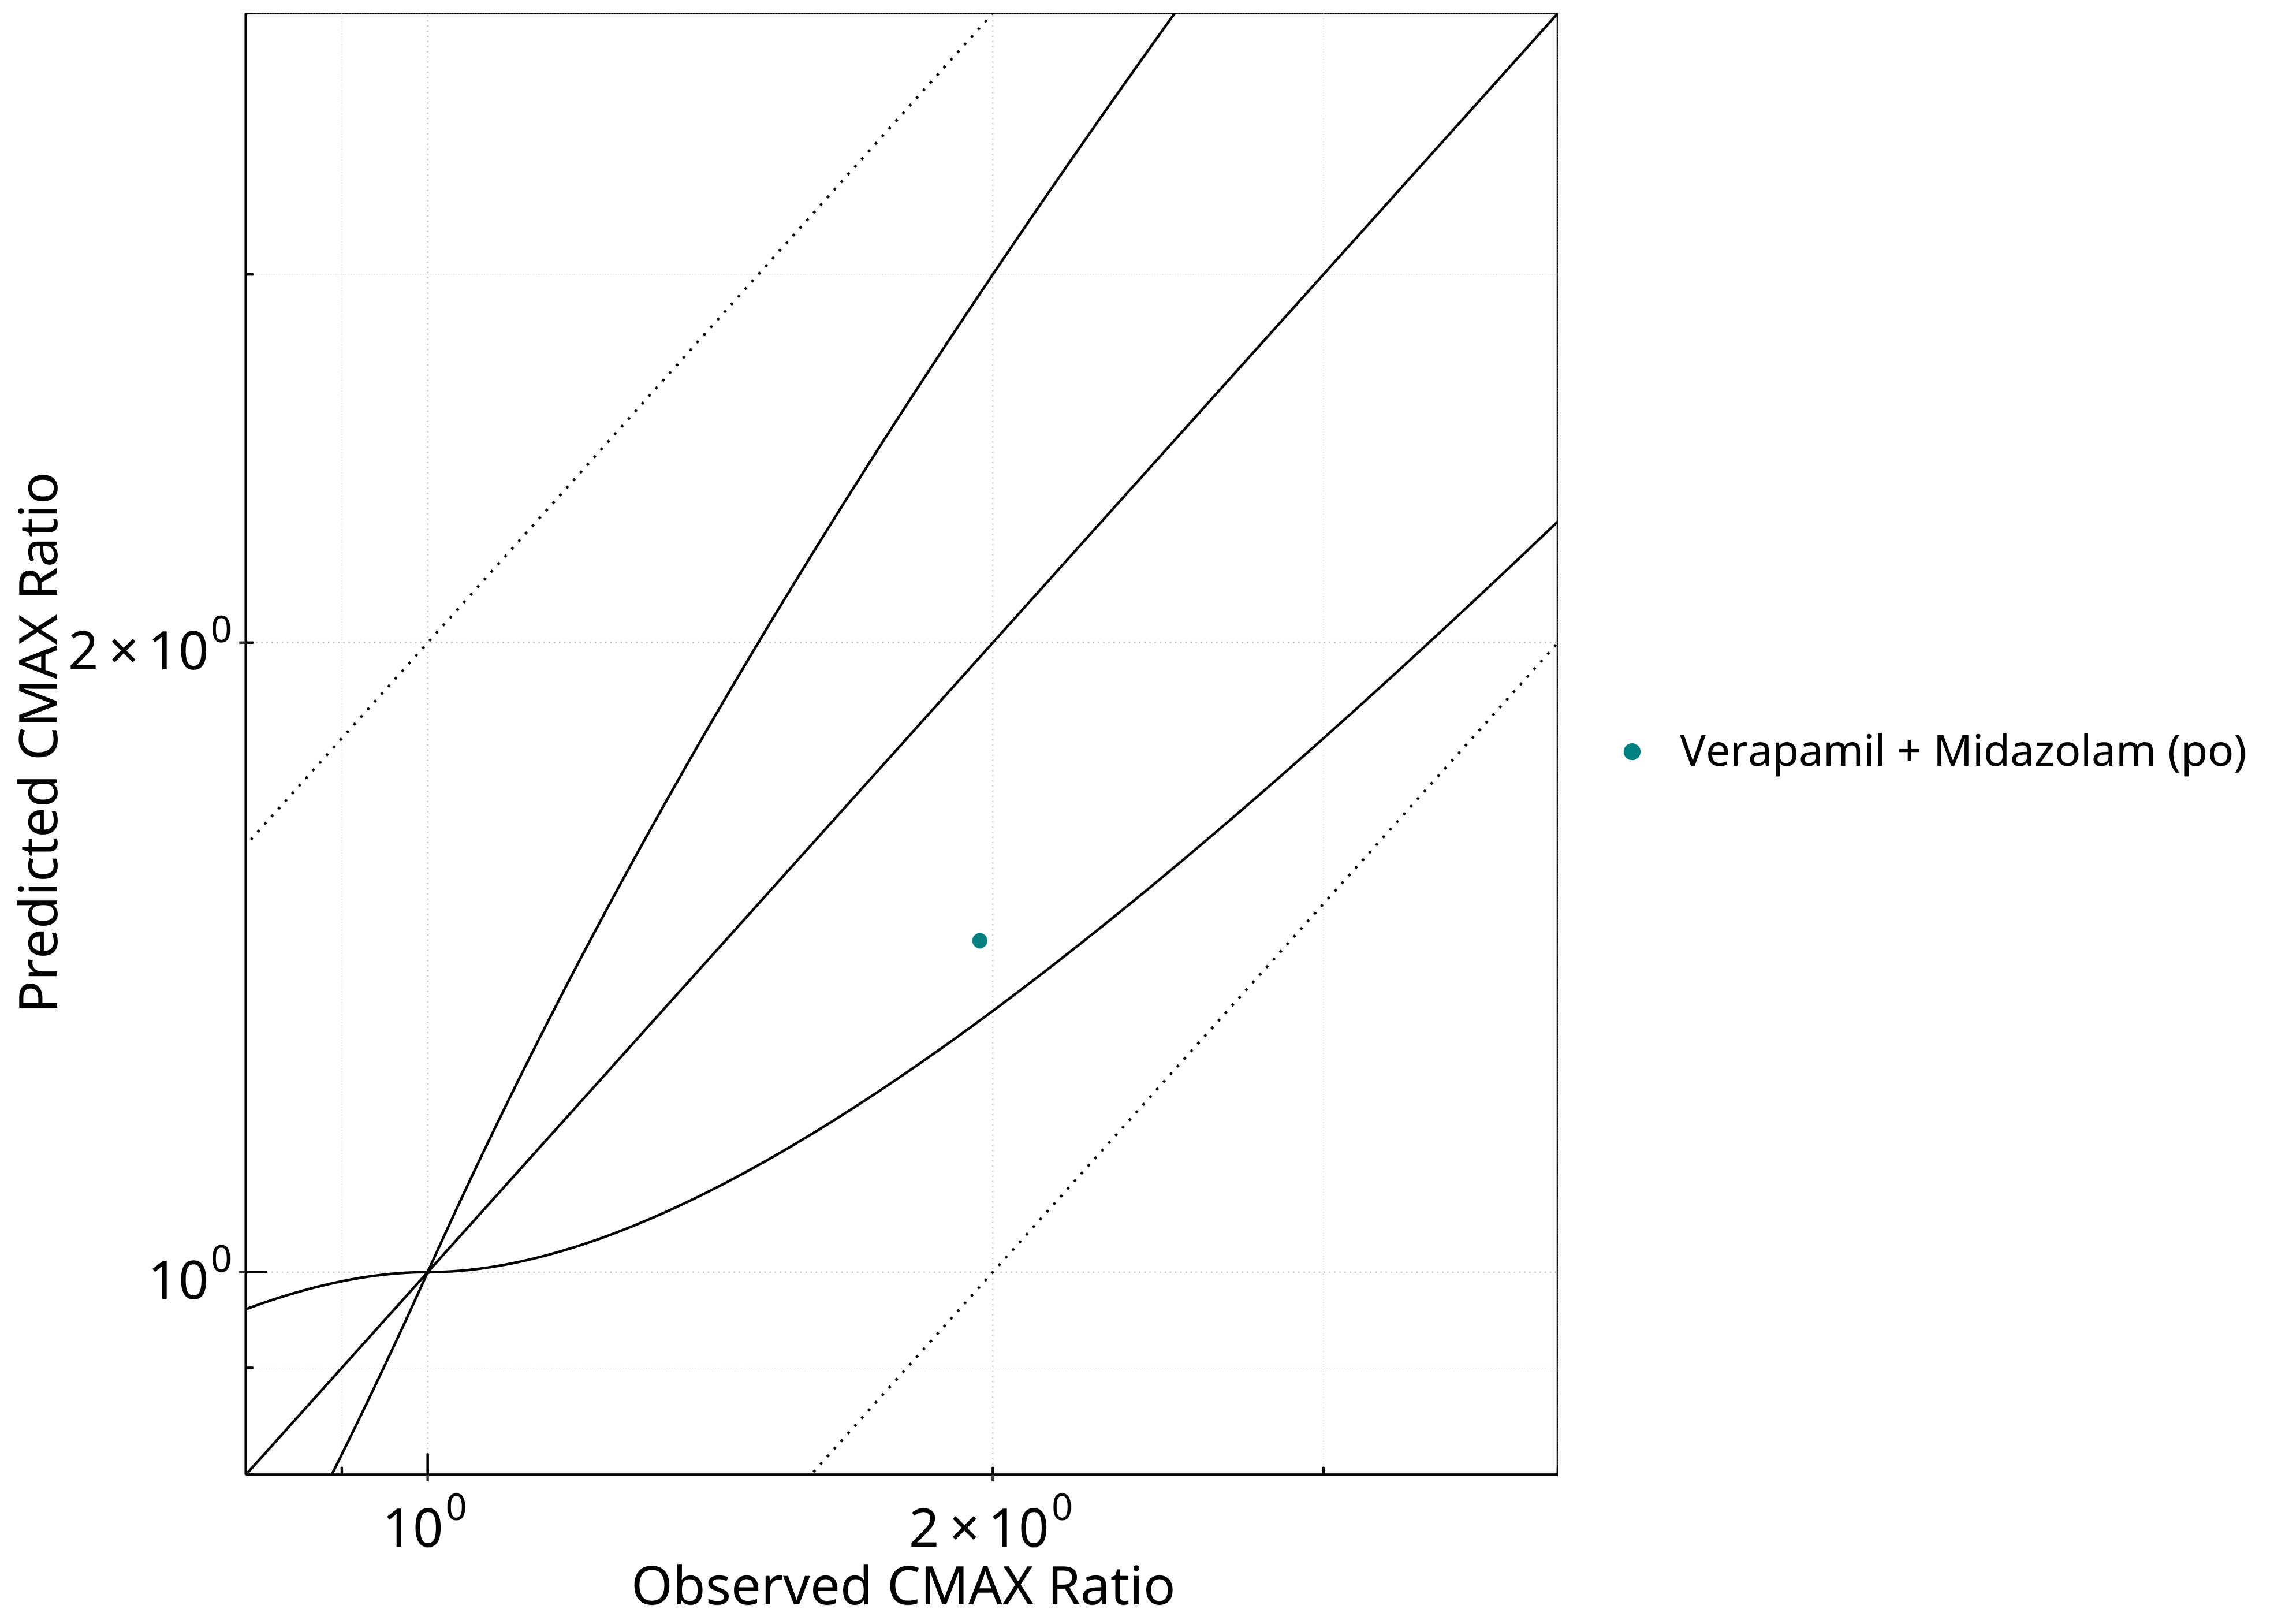 Predicted CMAX Ratio
2 × 10⁰
10⁰
10⁰
2 × 10⁰
Observed CMAX Ratio
Verapamil + Midazolam (po)